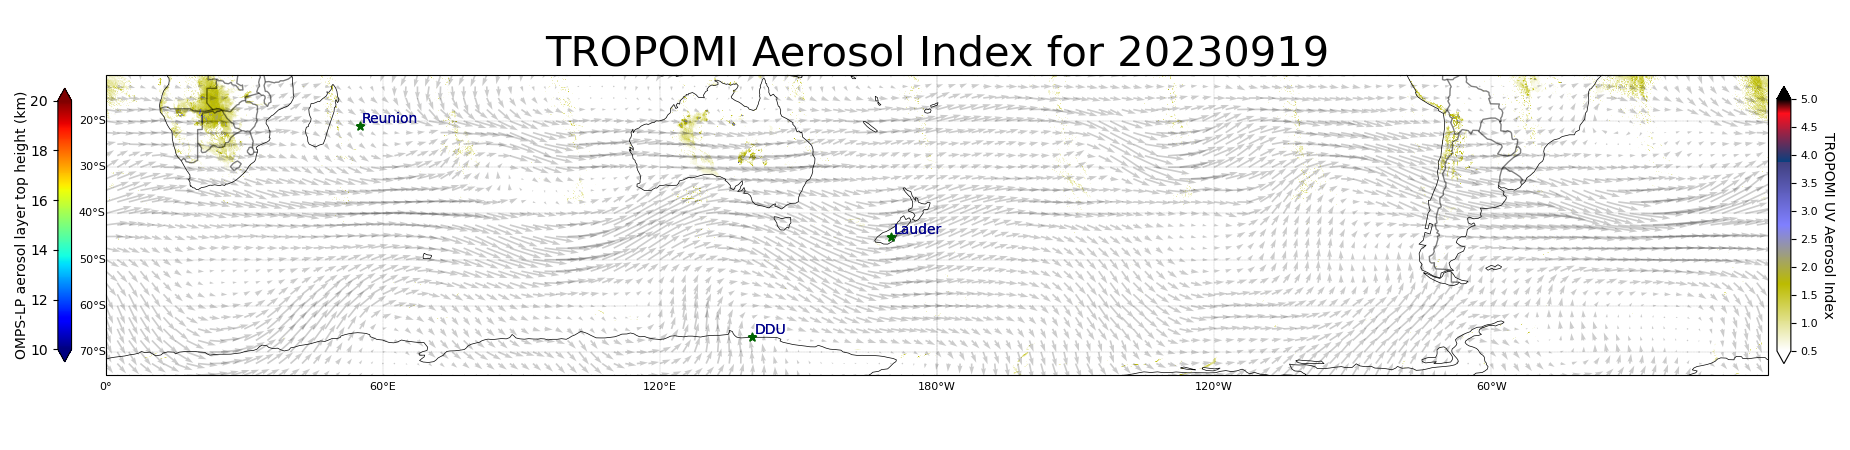 TROPOMI Aerosol Index for 20230919
OMPS-LP aerosol layer top height (km)
20
18
16
14
12
10
20°S
30°S
40°S
50°S
60°S
70°S
0°
60°E
120°E
180°W
120°W
60°W
Reunion
Lauder
DDU
5.0
4.5
4.0
3.5
3.0
2.5
2.0
1.5
1.0
0.5
TROPOMI UV Aerosol Index